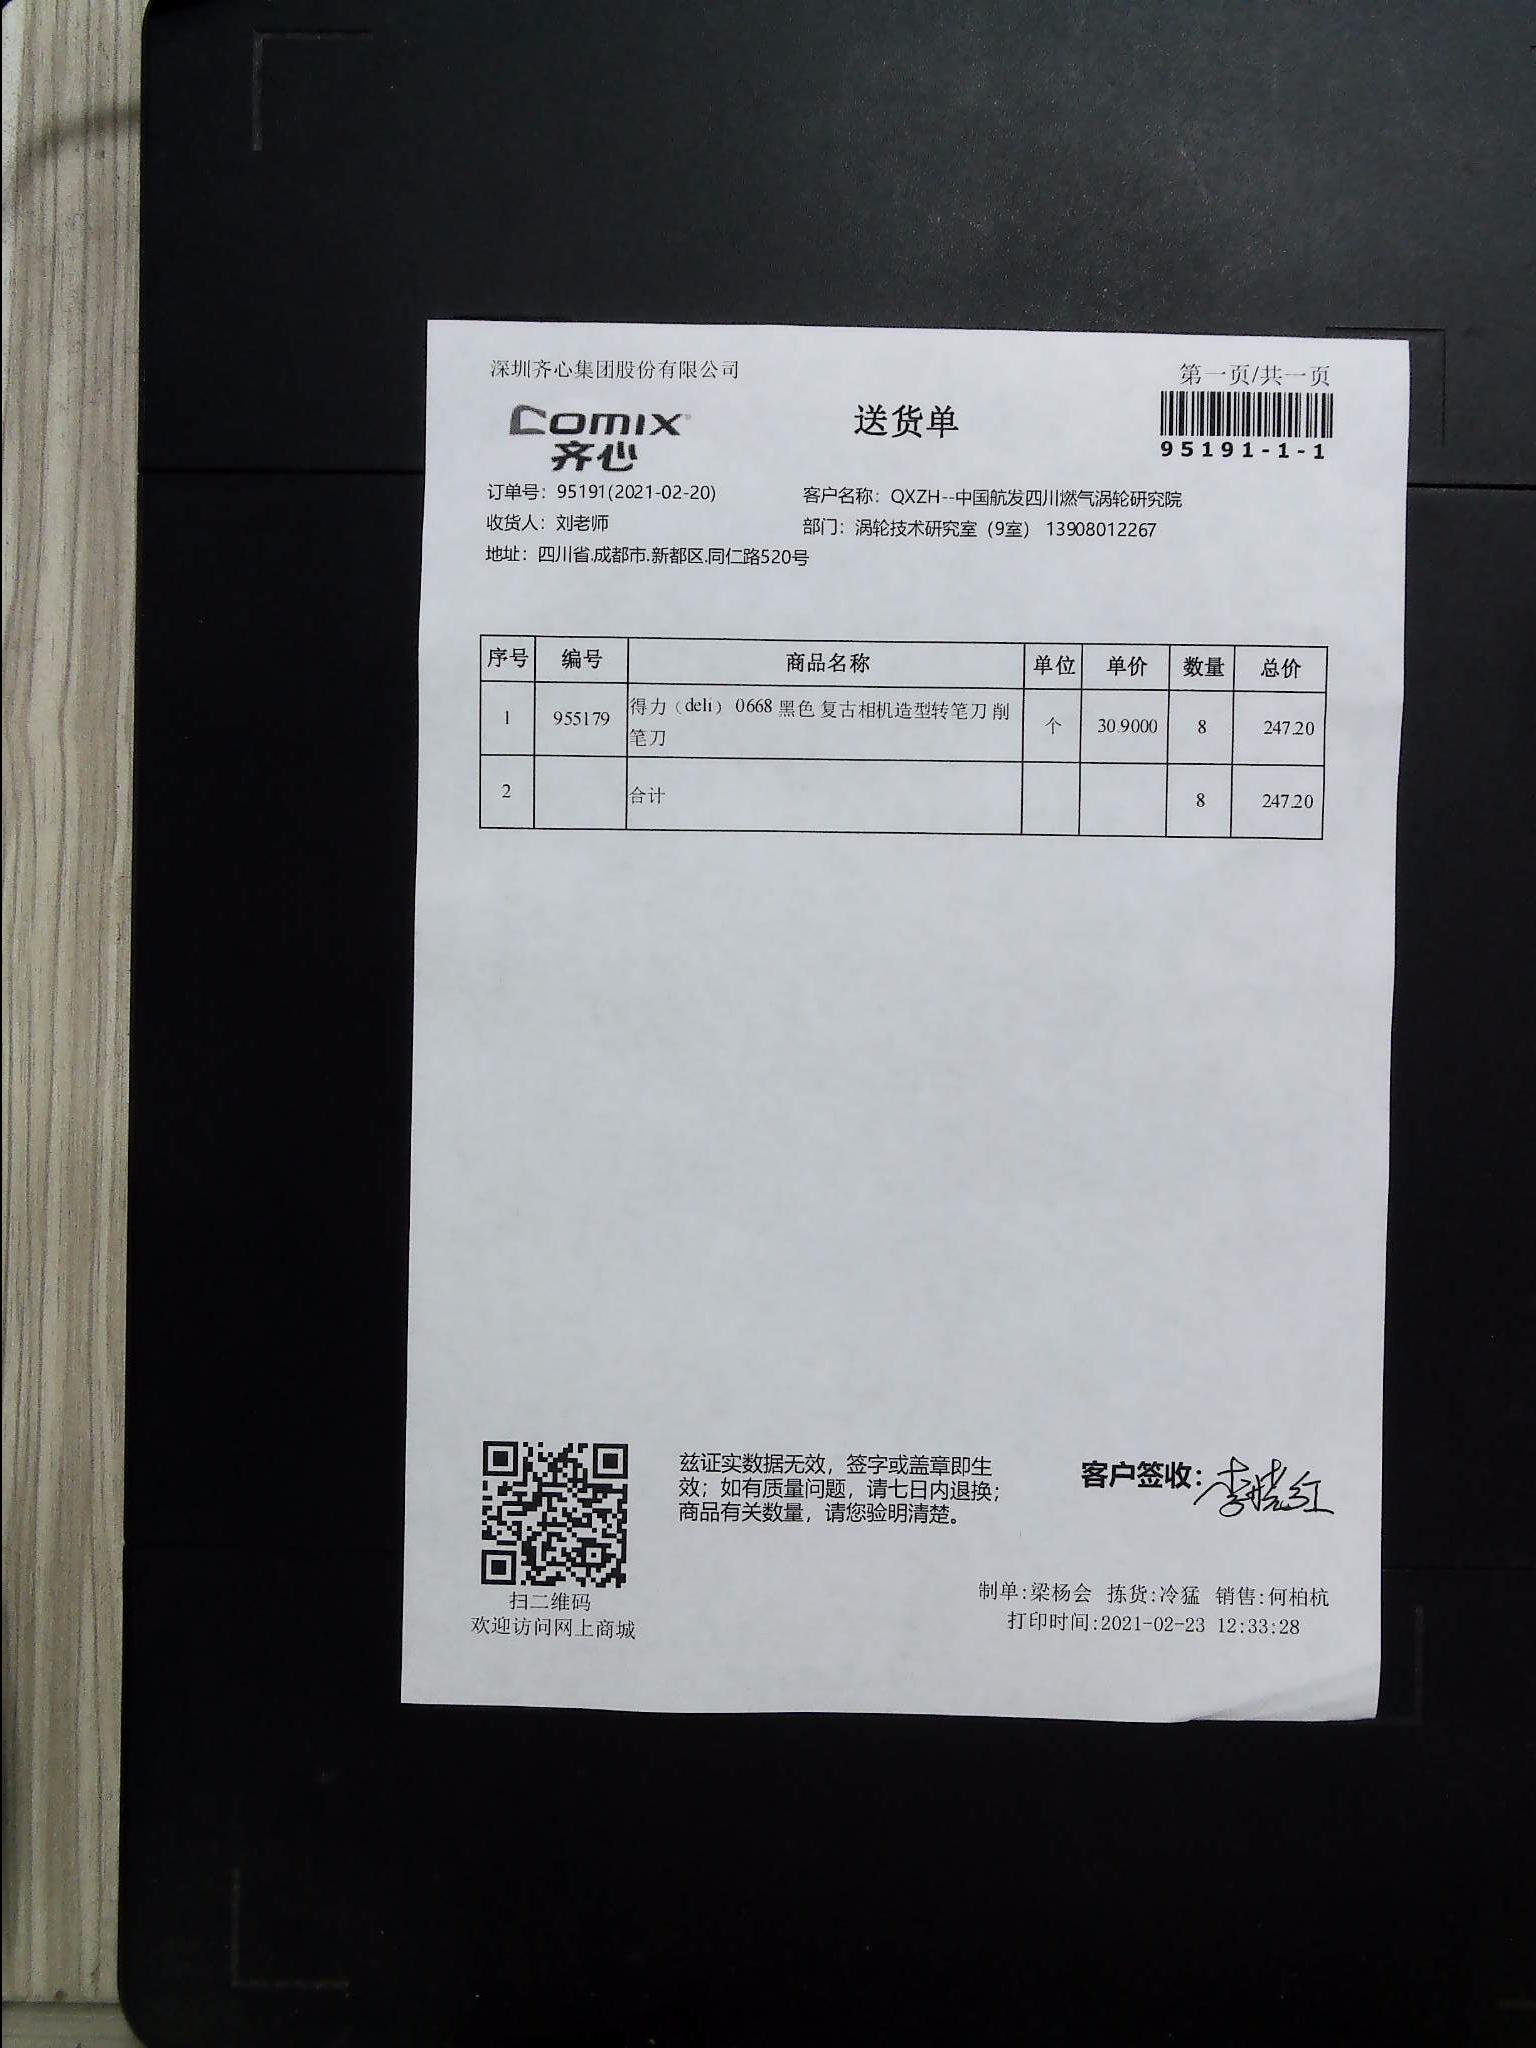 深圳齐心集团股份有限公司
第一页/共一页
comix
齐心
送货单
95191-1-1
订单号：95191(2021-02-20)
客户名称：QXZH--中国航发四川燃气涡轮研究院
收货人：刘老师
部门：涡轮技术研究室（9室） 13908012267
地址：四川省.成都市.新都区.同仁路520号
序号 编号 商品名称 单位 单价 数量 总价
1 955179 得力（deli） 0668 黑色 复古相机造型转笔刀 削 个 30.9000 8 247.20
笔刀
2 合计 8 247.20
兹证实数据无效，签字或盖章即生
效；如有质量问题，请七日内退换；
商品有关数量，请您验明清楚。
客户签收：李晓红
扫二维码
欢迎访问网上商城
制单:梁杨会 拣货:冷猛 销售:何柏杭
打印时间:2021-02-23 12:33:28